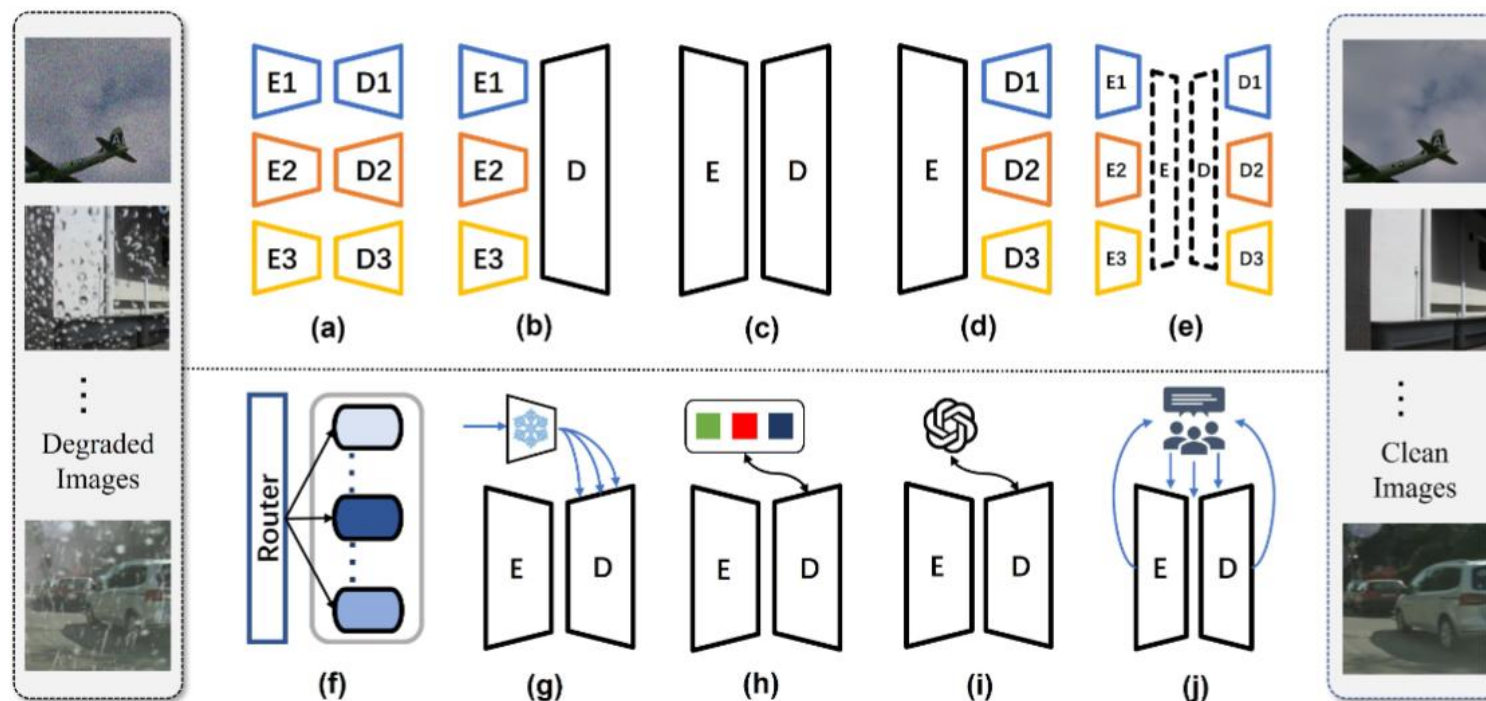 E1 D1
E2 D2
E3 D3
(a)
E1
E2
E3
D
(b)
E D
(c)
E
D1
D2
D3
(d)
E1
E2
E3
E D
D1
D2
D3
(e)
Degraded
Images
Clean
Images
Router
(f)
E D
(g)
E D
(h)
E D
(i)
E D
(j)